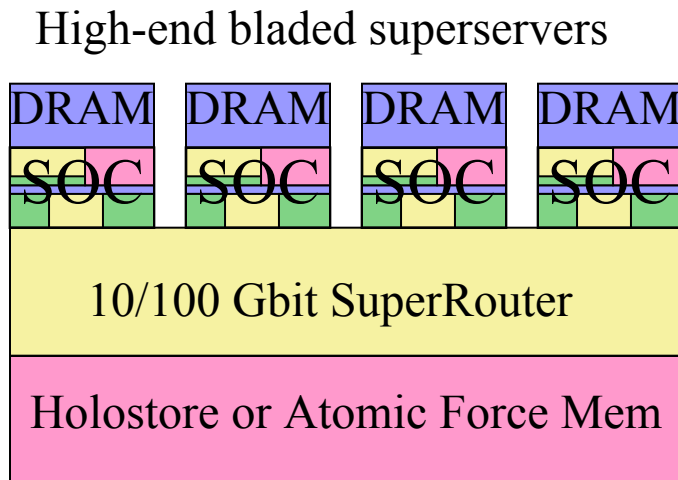 High-end bladed superservers
DRAM DRAM DRAM DRAM
SOC SOC SOC SOC
10/100 Gbit SuperRouter
Holostore or Atomic Force Mem